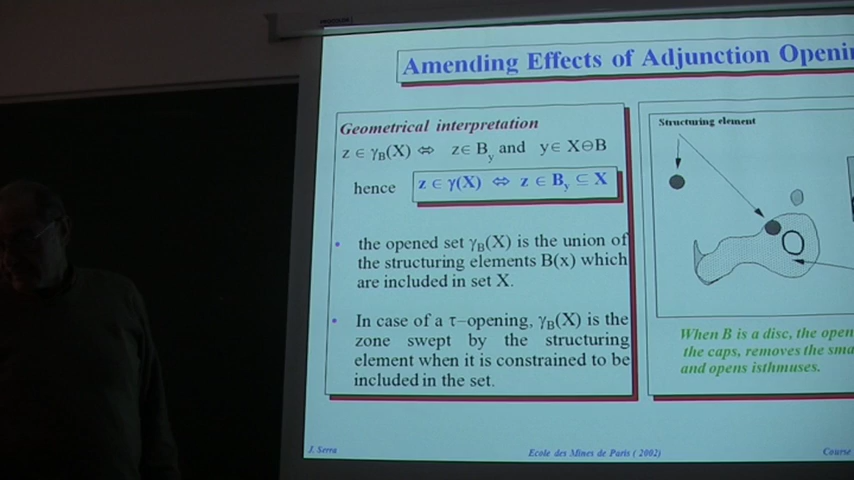 Amending Effects of Adjunction
Geometrical interpretation
z ∈ γB(X) ⇔ z∈ By and y∈ X⊖B
hence z ∈ γ(X) ⇔ z ∈ By ⊆ X
• the opened set γB(X) is the union of
the structuring elements B(x) which
are included in set X.
• In case of a τ–opening, γB(X) is the
zone swept by the structuring
element when it is constrained to be
included in the set.
Structuring element
When B is a disc, the
the caps, removes the
and opens isthmuses.
J. Serra
Ecole des Mines de Paris ( 2002)
Course